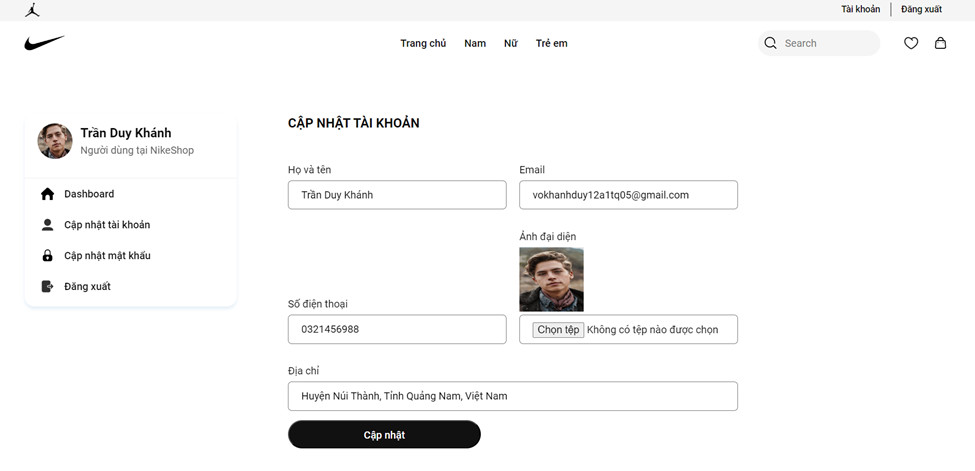 Tài khoản Đăng xuất
Trang chủ Nam Nữ Trẻ em Search
Trần Duy Khánh
Người dùng tại NikeShop
Dashboard
Cập nhật tài khoản
Cập nhật mật khẩu
Đăng xuất
CẬP NHẬT TÀI KHOẢN
Họ và tên
Trần Duy Khánh
Email
vokhanhduy12a1tq05@gmail.com
Ảnh đại diện
Số điện thoại
0321456988
Chọn tệp Không có tệp nào được chọn
Địa chỉ
Huyện Núi Thành, Tỉnh Quảng Nam, Việt Nam
Cập nhật